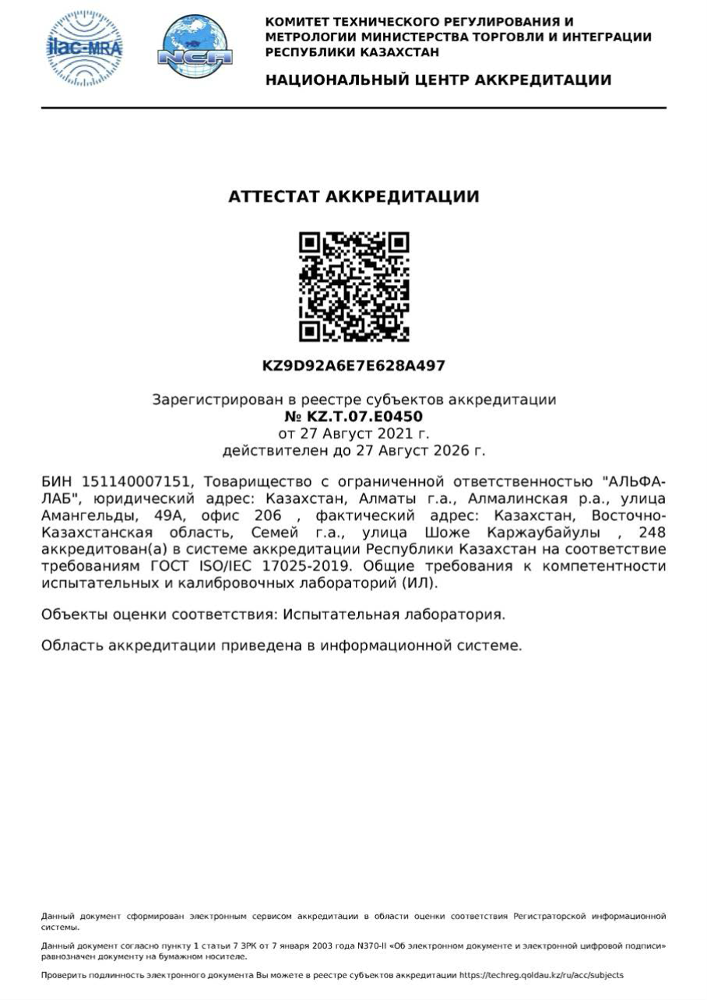 ilac-MRA
NCA
КОМИТЕТ ТЕХНИЧЕСКОГО РЕГУЛИРОВАНИЯ И
МЕТРОЛОГИИ МИНИСТЕРСТВА ТОРГОВЛИ И ИНТЕГРАЦИИ
РЕСПУБЛИКИ КАЗАХСТАН
НАЦИОНАЛЬНЫЙ ЦЕНТР АККРЕДИТАЦИИ
АТТЕСТАТ АККРЕДИТАЦИИ
KZ9D92A6E7E628A497
Зарегистрирован в реестре субъектов аккредитации
№ KZ.T.07.E0450
от 27 Август 2021 г.
действителен до 27 Август 2026 г.
БИН 151140007151, Товарищество с ограниченной ответственностью "АЛЬФА-
ЛАБ", юридический адрес: Казахстан, Алматы г.а., Алмалинская р.а., улица
Амангельды, 49А, офис 206 , фактический адрес: Казахстан, Восточно-
Казахстанская область, Семей г.а., улица Шоже Каржаубайулы , 248
аккредитован(а) в системе аккредитации Республики Казахстан на соответствие
требованиям ГОСТ ISO/IEC 17025-2019. Общие требования к компетентности
испытательных и калибровочных лабораторий (ИЛ).
Объекты оценки соответствия: Испытательная лаборатория.
Область аккредитации приведена в информационной системе.
Данный документ сформирован электронным сервисом аккредитации в области оценки соответствия Регистраторской информационной
системы.
Данный документ согласно пункту 1 статьи 7 ЗРК от 7 января 2003 года N370-II «Об электронном документе и электронной цифровой подписи»
равнозначен документу на бумажном носителе.
Проверить подлинность электронного документа Вы можете в реестре субъектов аккредитации https://techreg.qoldau.kz/ru/acc/subjects